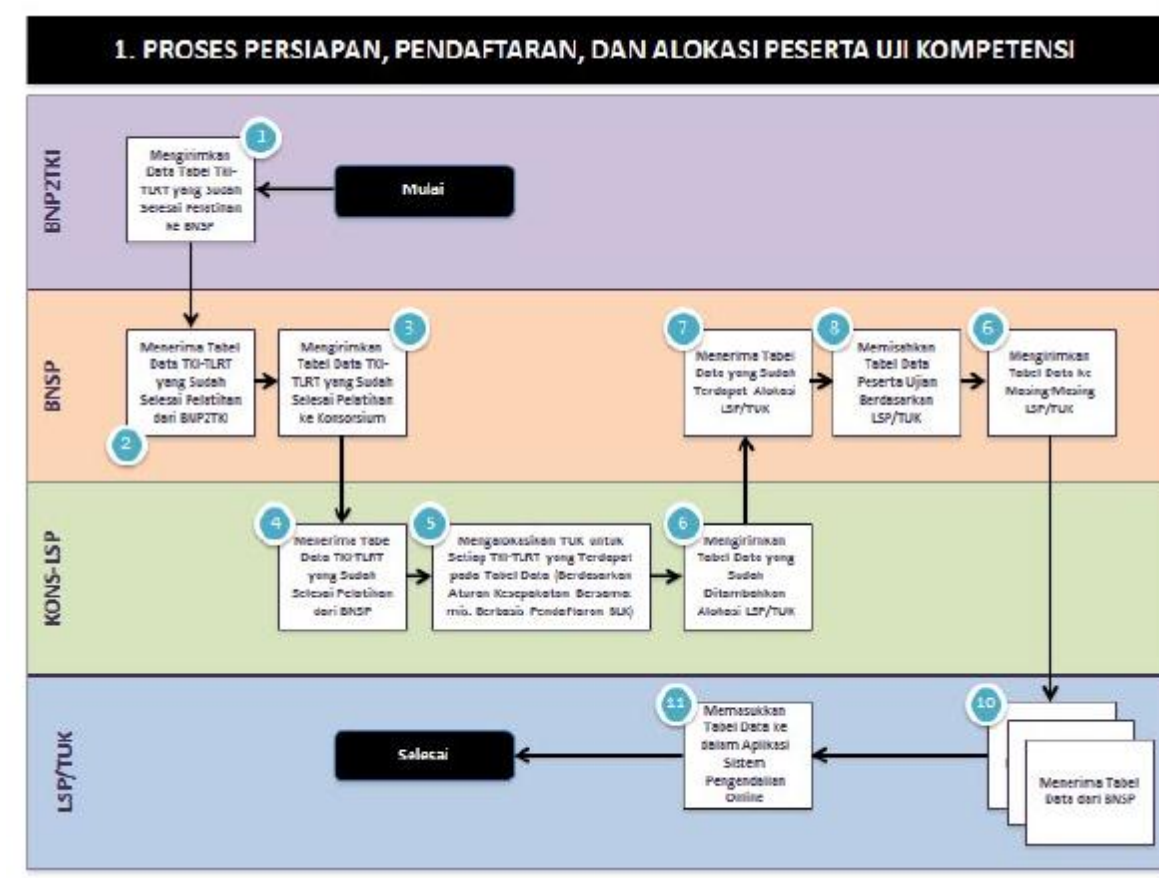 1. PROSES PERSIAPAN, PENDAFTARAN, DAN ALOKASI PESERTA UJI KOMPETENSI
BNP2TKI
1
Mengirimkan
Data Tabel TKI-
TLRT yang Sudah
Selesai Pelatihan
ke BNSP
Mulai
BNSP
2
Menerima Tabel
Data TKI-TLRT
yang Sudah
Selesai Pelatihan
dari BNP2TKI
3
Mengirimkan
Tabel Data TKI-
TLRT yang Sudah
Selesai Pelatihan
ke Konsorsium
7
Menerima Tabel
Data yang Sudah
Terdapat Alokasi
LSP/TUK
8
Memisahkan
Tabel Data
Peserta Ujian
Berdasarkan
LSP/TUK
6
Mengirimkan
Tabel Data ke
Masing-Masing
LSP/TUK
KONS-LSP
4
Menerima Tabe
Data TKI-TLRT
yang Sudah
Selesai Pelatihan
dari BNSP
5
Mengalokasikan TUK untuk
Setiap TKI-TLRT yang Terdapat
pada Tabel Data (Berdasarkan
Aturan Kesepakatan Bersama:
mis. Berbasis Pendaftaran BLK)
6
Mengirimkan
Tabel Data yang
Sudah
Ditambahkan
Alokasi LSP/TUK
LSP/TUK
Selesai
11
Memasukkan
Tabel Data ke
dalam Aplikasi
Sistem
Pengendalian
Online
10
Menerima Tabel
Data dari BNSP